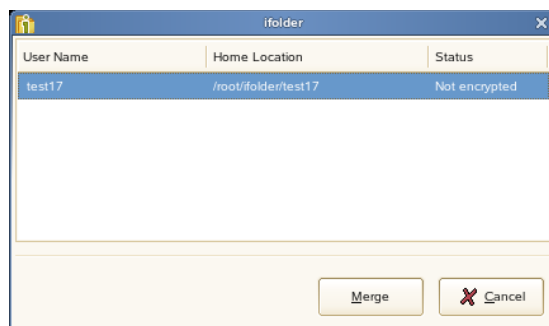 ifolder
User Name Home Location Status
test17 /root/ifolder/test17 Not encrypted
Merge Cancel